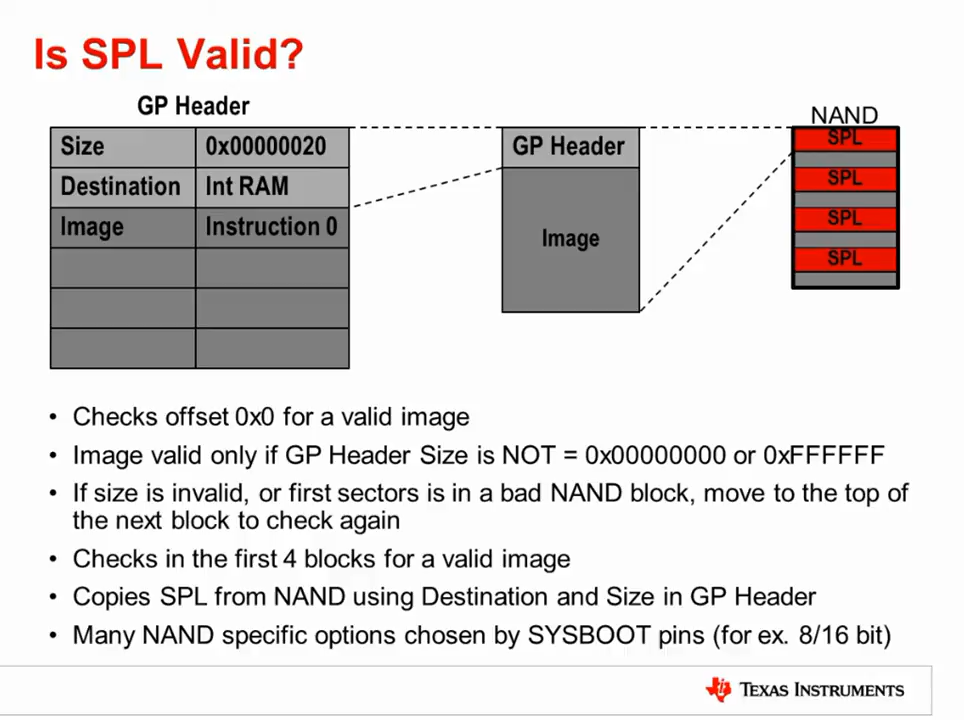 Is SPL Valid?
GP Header
NAND
Size 0x00000020
Destination Int RAM
Image Instruction 0
GP Header
Image
SPL
SPL
SPL
SPL
• Checks offset 0x0 for a valid image
• Image valid only if GP Header Size is NOT = 0x00000000 or 0xFFFFFF
• If size is invalid, or first sectors is in a bad NAND block, move to the top of
the next block to check again
• Checks in the first 4 blocks for a valid image
• Copies SPL from NAND using Destination and Size in GP Header
• Many NAND specific options chosen by SYSBOOT pins (for ex. 8/16 bit)
TEXAS INSTRUMENTS